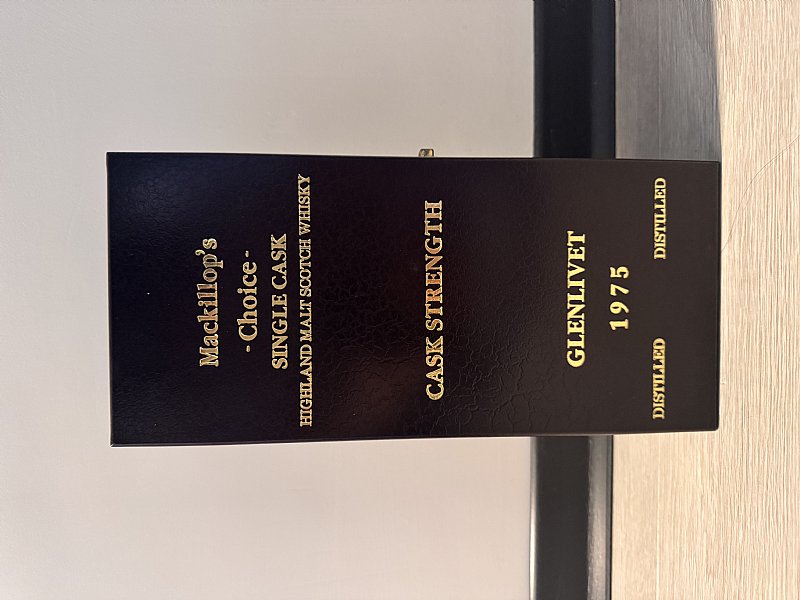 Mackillop's
- Choice -
SINGLE CASK
HIGHLAND MALT SCOTCH WHISKY
CASK STRENGTH
GLENLIVET
1975
DISTILLED DISTILLED